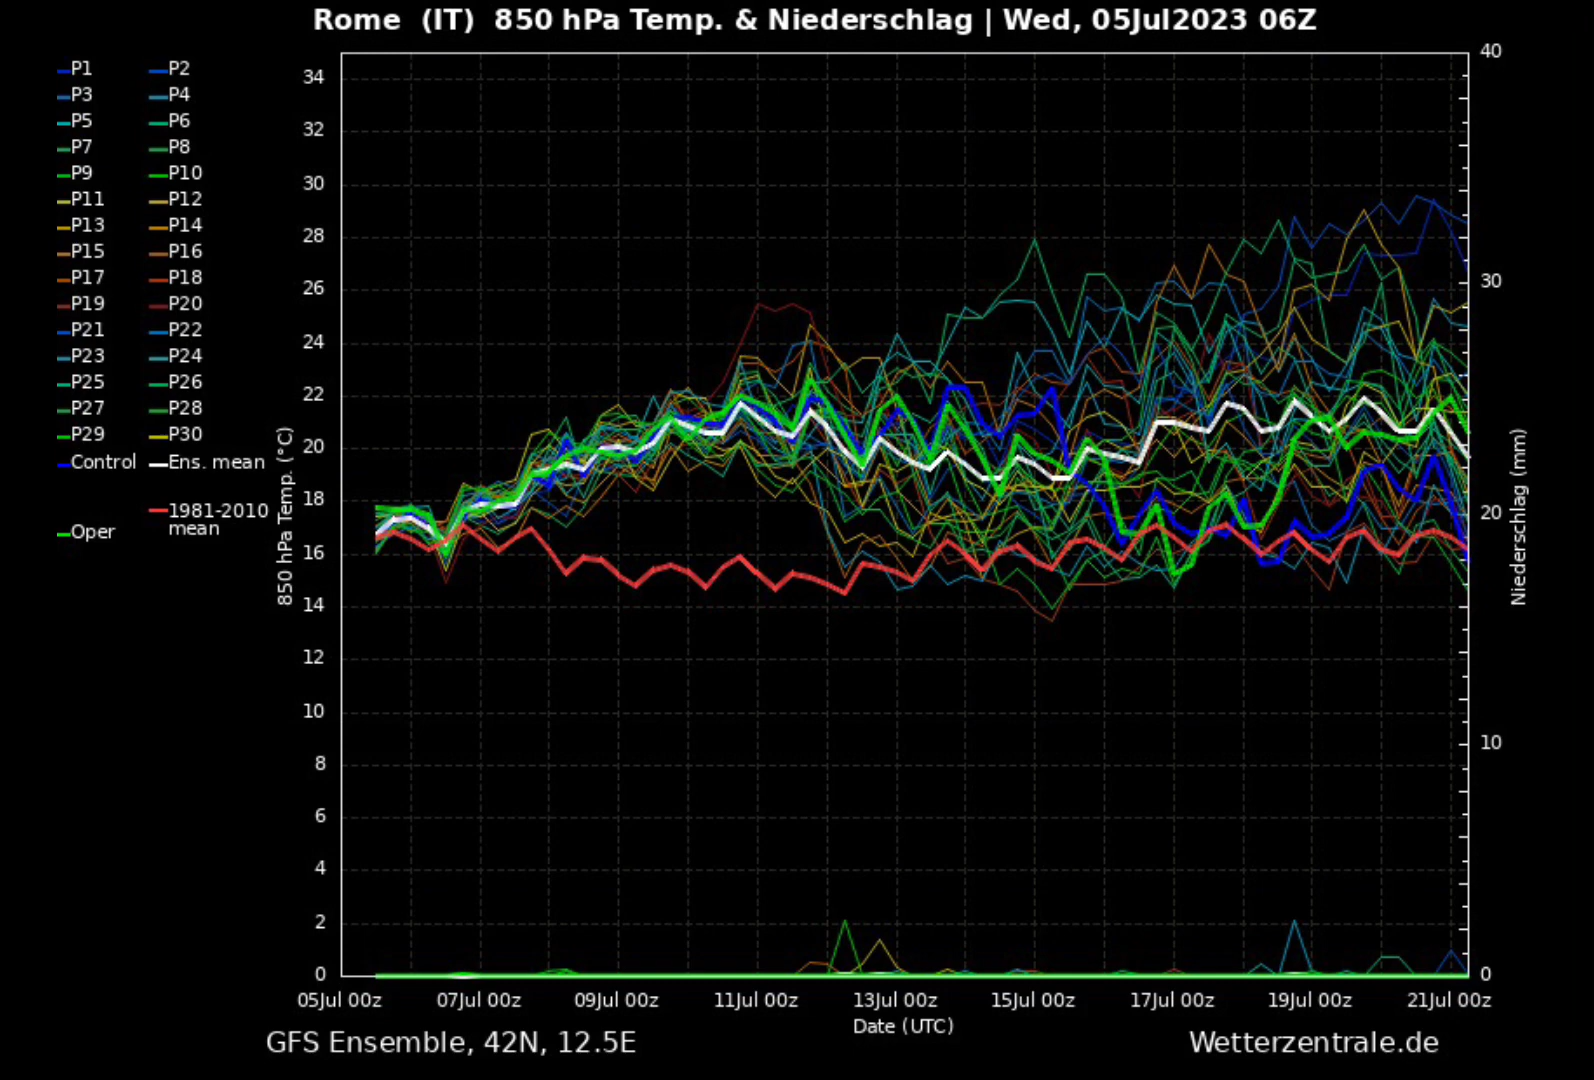 Rome (IT) 850 hPa Temp. & Niederschlag | Wed, 05Jul2023 06Z
P1 P2
P3 P4
P5 P6
P7 P8
P9 P10
P11 P12
P13 P14
P15 P16
P17 P18
P19 P20
P21 P22
P23 P24
P25 P26
P27 P28
P29 P30
Control Ens. mean
1981-2010
mean
Oper
850 hPa Temp. (°C)
34
32
30
28
26
24
22
20
18
16
14
12
10
8
6
4
2
0
40
30
20
10
0
Niederschlag (mm)
05Jul 00z 07Jul 00z 09Jul 00z 11Jul 00z 13Jul 00z 15Jul 00z 17Jul 00z 19Jul 00z 21Jul 00z
Date (UTC)
GFS Ensemble, 42N, 12.5E
Wetterzentrale.de